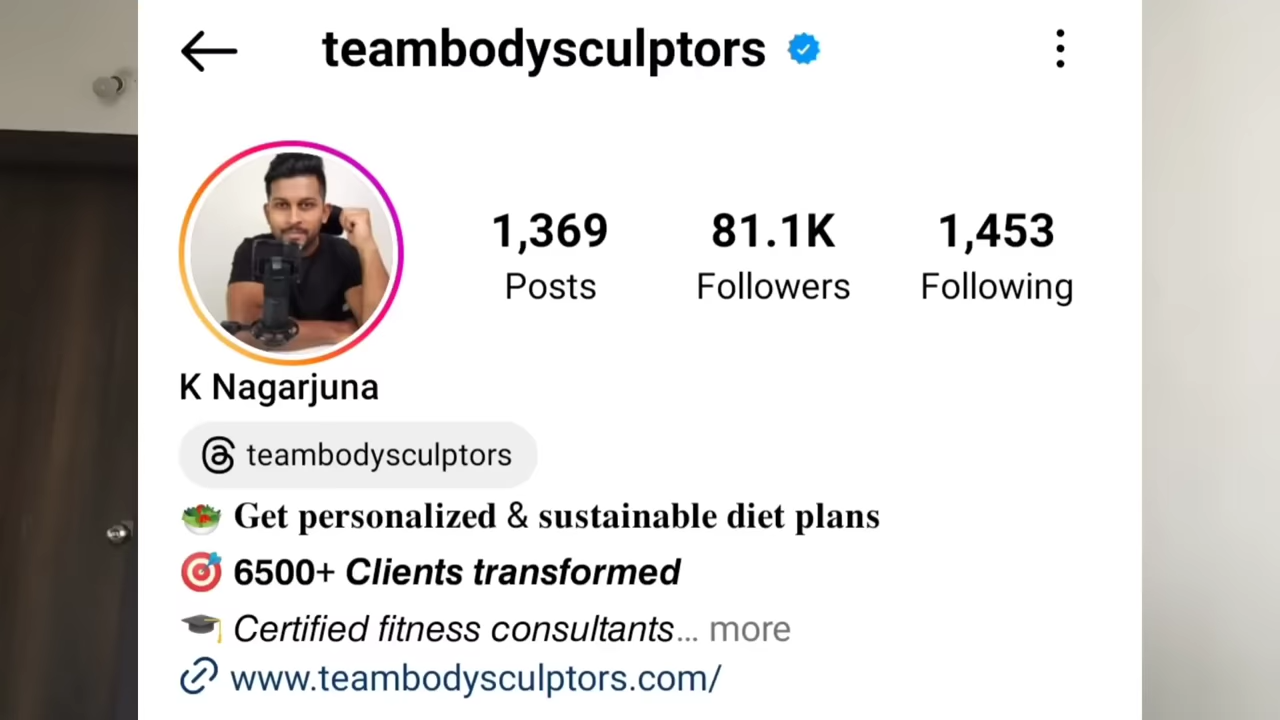 teambodysculptors
1,369 81.1K 1,453
Posts Followers Following
K Nagarjuna
teambodysculptors
Get personalized & sustainable diet plans
6500+ Clients transformed
Certified fitness consultants... more
www.teambodysculptors.com/